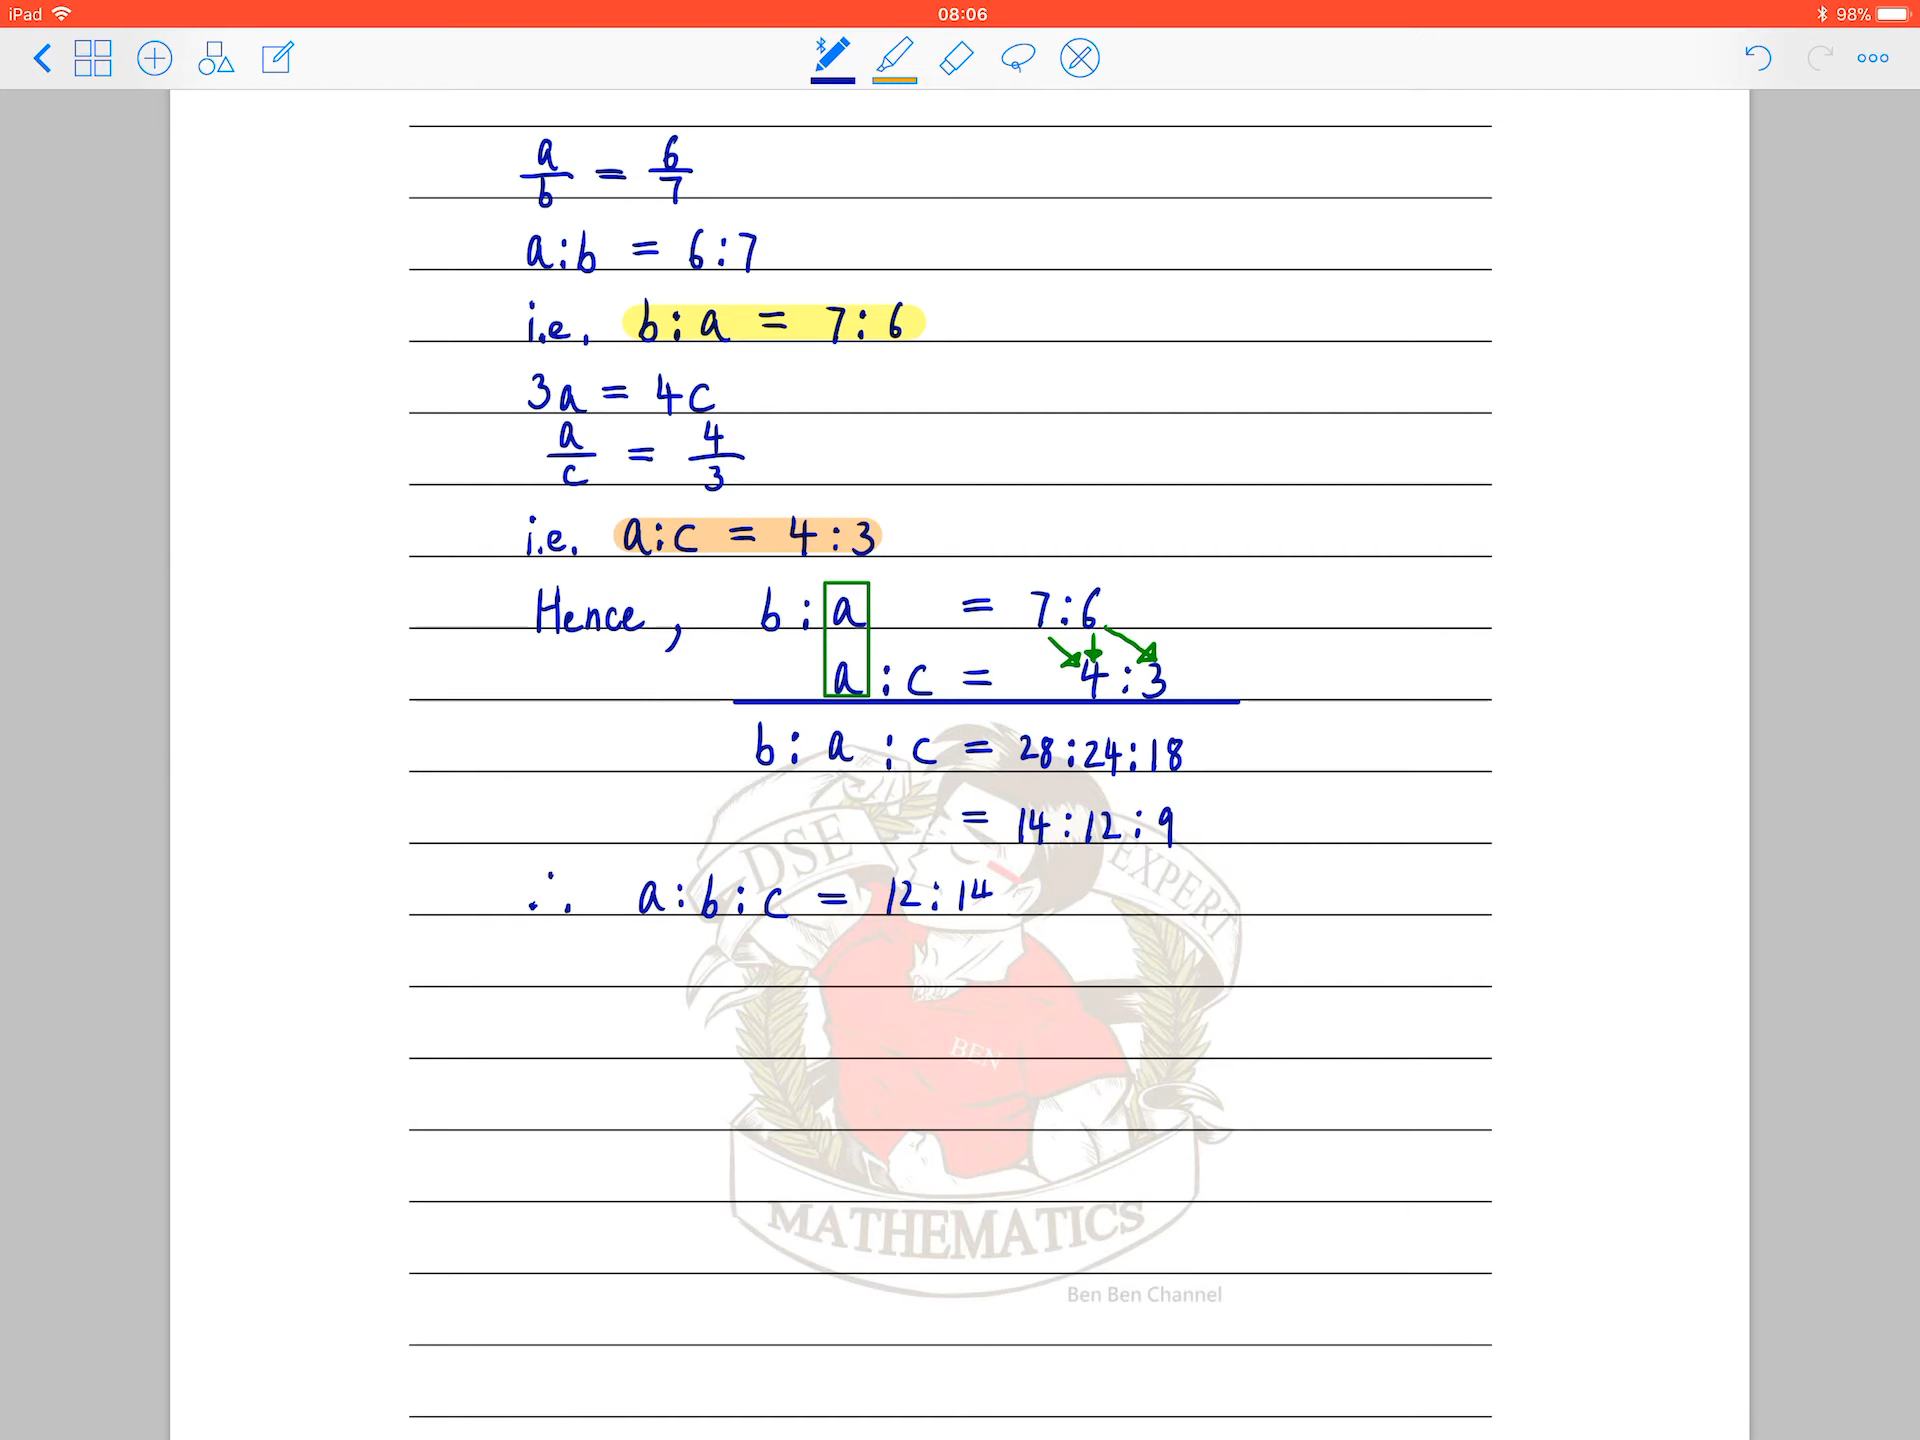 iPad 08:06 98%
a/b = 6/7
a:b = 6:7
i.e. b:a = 7:6
3a = 4c
a/c = 4/3
i.e. a:c = 4:3
Hence, b:a = 7:6
a:c = 4:3
b:a:c = 28:24:18
= 14:12:9
∴ a:b:c = 12:14
DSE EXPERT
BEN
MATHEMATICS
Ben Ben Channel